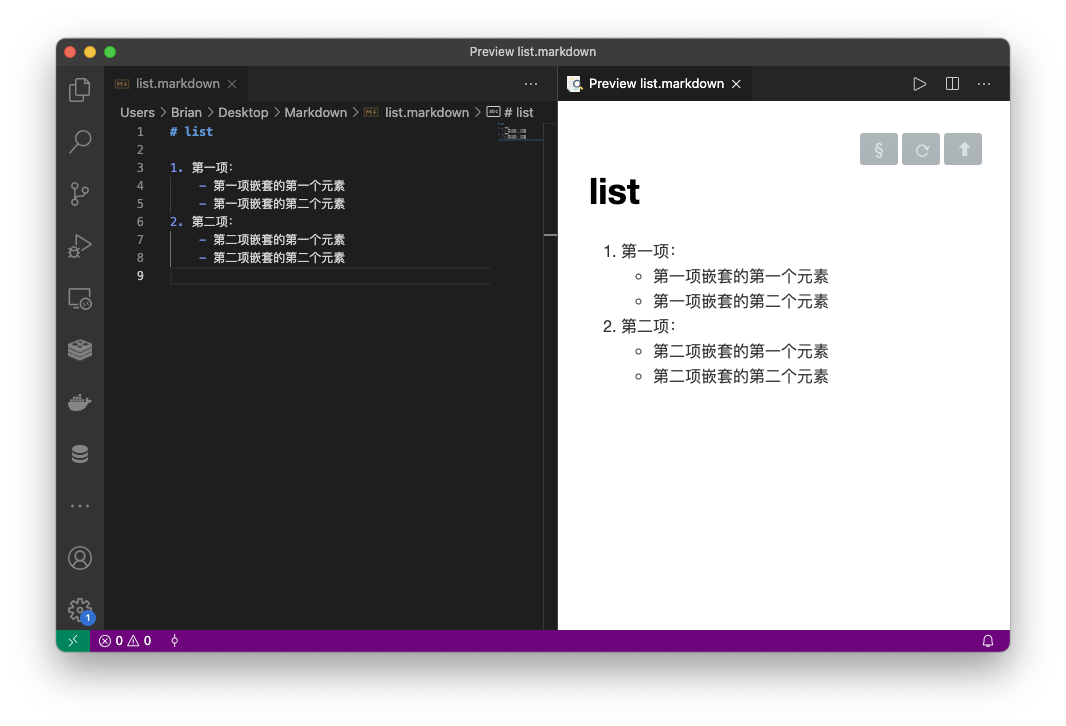 Preview list.markdown
list.markdown
Preview list.markdown
Users > Brian > Desktop > Markdown > list.markdown > # list
1 # list
2
3 1. 第一项：
4 - 第一项嵌套的第一个元素
5 - 第一项嵌套的第二个元素
6 2. 第二项：
7 - 第二项嵌套的第一个元素
8 - 第二项嵌套的第二个元素
9
§
list
1. 第一项：
第一项嵌套的第一个元素
第一项嵌套的第二个元素
2. 第二项：
第二项嵌套的第一个元素
第二项嵌套的第二个元素
1
0 0